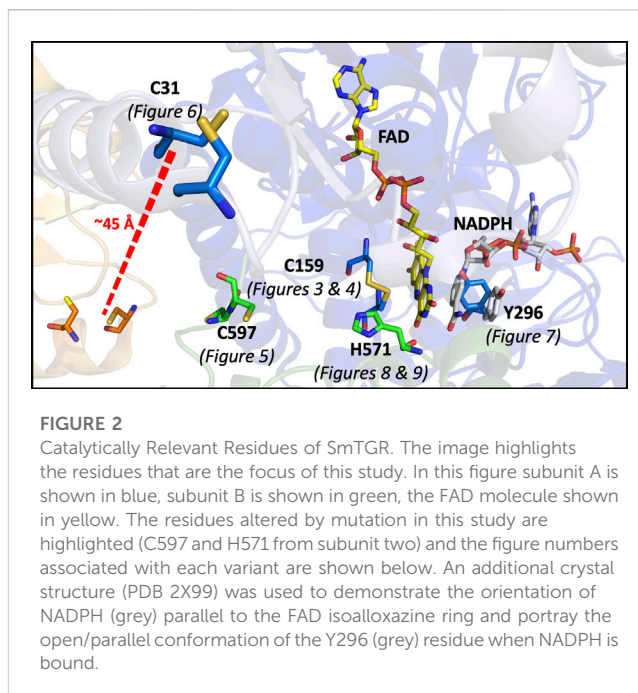 C31
(Figure 6)
FAD
~45 Å
NADPH
C159
(Figures 3 & 4)
C597
(Figure 5)
H571
(Figures 8 & 9)
Y296
(Figure 7)
FIGURE 2
Catalytically Relevant Residues of SmTGR. The image highlights
the residues that are the focus of this study. In this figure subunit A is
shown in blue, subunit B is shown in green, the FAD molecule shown
in yellow. The residues altered by mutation in this study are
highlighted (C597 and H571 from subunit two) and the figure numbers
associated with each variant are shown below. An additional crystal
structure (PDB 2X99) was used to demonstrate the orientation of
NADPH (grey) parallel to the FAD isoalloxazine ring and portray the
open/parallel conformation of the Y296 (grey) residue when NADPH is
bound.